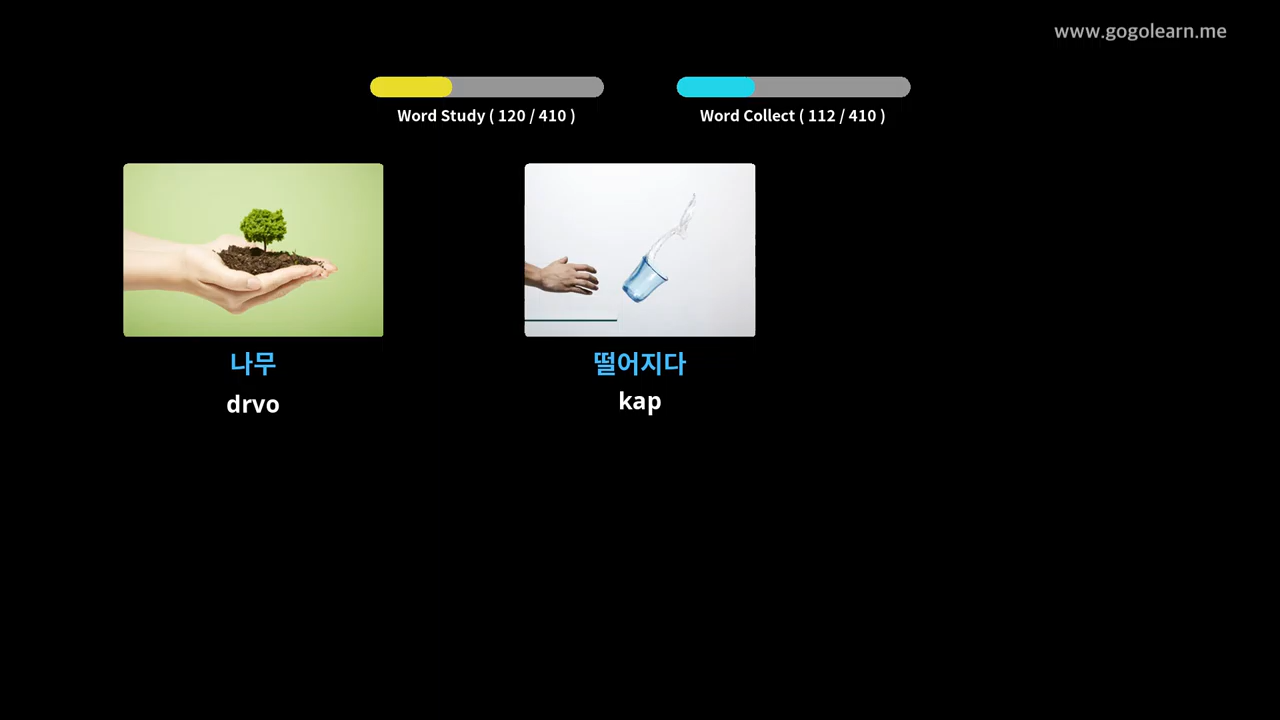 www.gogolearn.me
Word Study ( 120 / 410 )
Word Collect ( 112 / 410 )
나무
drvo
떨어지다
kap